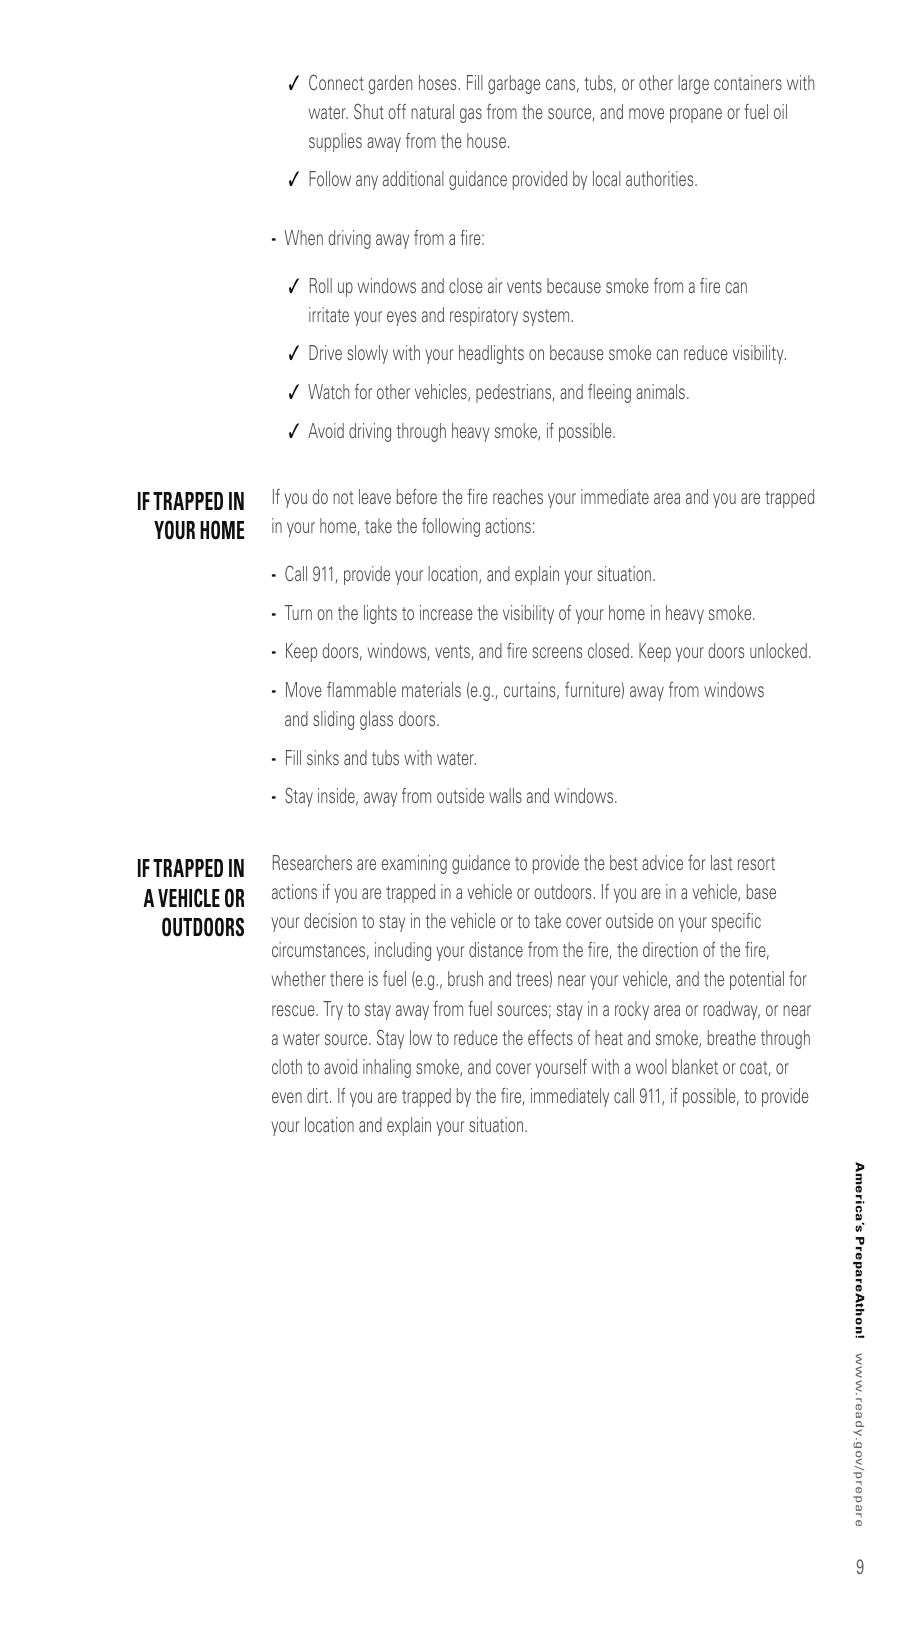 ✓ Connect garden hoses. Fill garbage cans, tubs, or other large containers with
water. Shut off natural gas from the source, and move propane or fuel oil
supplies away from the house.
✓ Follow any additional guidance provided by local authorities.
- When driving away from a fire:
✓ Roll up windows and close air vents because smoke from a fire can
irritate your eyes and respiratory system.
✓ Drive slowly with your headlights on because smoke can reduce visibility.
✓ Watch for other vehicles, pedestrians, and fleeing animals.
✓ Avoid driving through heavy smoke, if possible.
IF TRAPPED IN
YOUR HOME
If you do not leave before the fire reaches your immediate area and you are trapped
in your home, take the following actions:
- Call 911, provide your location, and explain your situation.
- Turn on the lights to increase the visibility of your home in heavy smoke.
- Keep doors, windows, vents, and fire screens closed. Keep your doors unlocked.
- Move flammable materials (e.g., curtains, furniture) away from windows
and sliding glass doors.
- Fill sinks and tubs with water.
- Stay inside, away from outside walls and windows.
IF TRAPPED IN
A VEHICLE OR
OUTDOORS
Researchers are examining guidance to provide the best advice for last resort
actions if you are trapped in a vehicle or outdoors. If you are in a vehicle, base
your decision to stay in the vehicle or to take cover outside on your specific
circumstances, including your distance from the fire, the direction of the fire,
whether there is fuel (e.g., brush and trees) near your vehicle, and the potential for
rescue. Try to stay away from fuel sources; stay in a rocky area or roadway, or near
a water source. Stay low to reduce the effects of heat and smoke, breathe through
cloth to avoid inhaling smoke, and cover yourself with a wool blanket or coat, or
even dirt. If you are trapped by the fire, immediately call 911, if possible, to provide
your location and explain your situation.
America's PrepareAthon! www.ready.gov/prepare
9